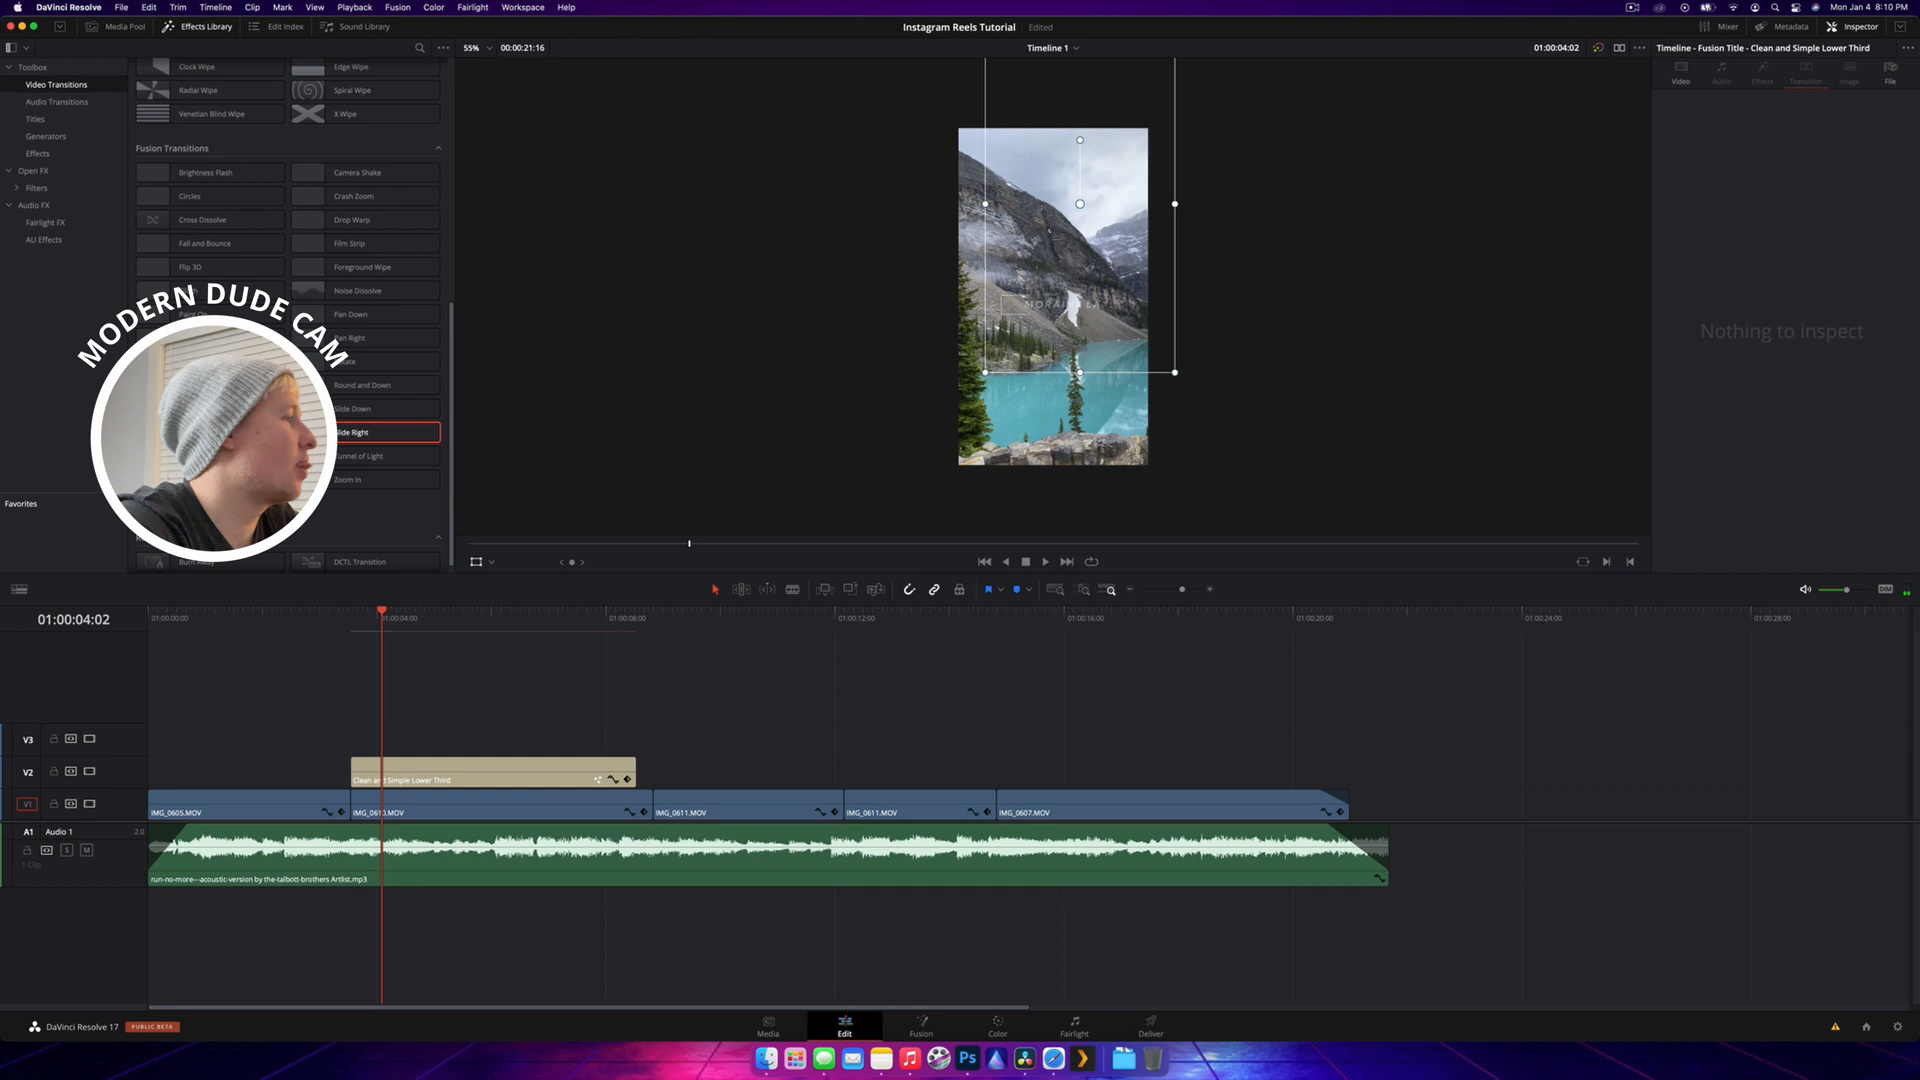 DaVinci Resolve File Edit Trim Timeline Clip Mark View Playback Fusion Color Fairlight Workspace Help
Mon Jan 4 8:10 PM
Media Pool Effects Library Edit Index Sound Library
Instagram Reels Tutorial Edited
Mixer Metadata Inspector
55% 00:00:21:16
Timeline 1
01:00:04:02
Timeline - Fusion Title - Clean and Simple Lower Third
Toolbox
Video Transitions
Audio Transitions
Titles
Generators
Effects
Open FX
Filters
Audio FX
Fairlight FX
AU Effects
Favorites
Clock Wipe Edge Wipe
Radial Wipe Spiral Wipe
Venetian Blind Wipe X Wipe
Fusion Transitions
Brightness Flash Camera Shake
Circles Crash Zoom
Cross Dissolve Drop Warp
Fall and Bounce Film Strip
Flip 3D Foreground Wipe
Noise Dissolve
Paint On Pan Down
Pan Right
Round and Down
Slide Down
Slide Right
Tunnel of Light
Zoom In
Burn Away DCTL Transition
MODERN DUDE CAM
Video Audio Effects Transition Image File
Nothing to inspect
DIM
01:00:04:02
01:00:00:00 01:00:04:00 01:00:08:00 01:00:12:00 01:00:16:00 01:00:20:00 01:00:24:00 01:00:28:00
V3
V2
Clean and Simple Lower Third
V1
IMG_0605.MOV IMG_0610.MOV IMG_0611.MOV IMG_0611.MOV IMG_0607.MOV
A1 Audio 1 2.0
S M
1 Clip
run-no-more---acoustic-version by the-talbott-brothers Artlist.mp3
DaVinci Resolve 17 PUBLIC BETA
Media Edit Fusion Color Fairlight Deliver
Ps